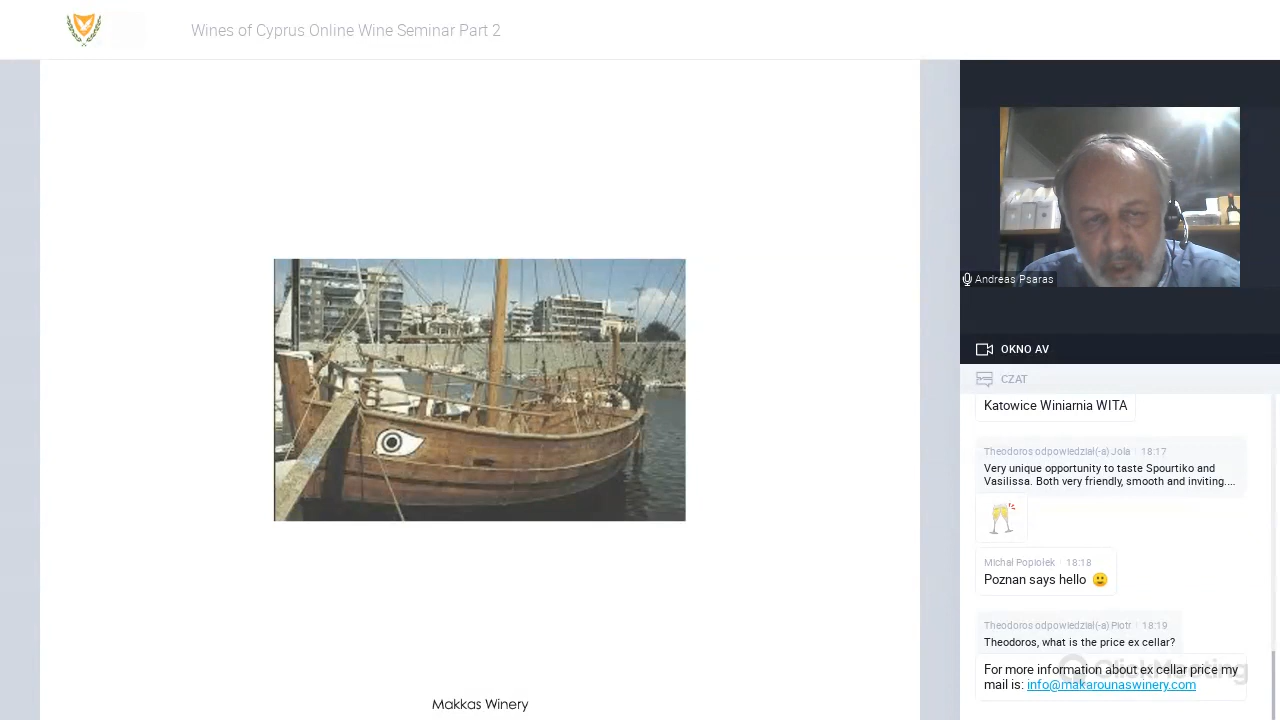 Wines of Cyprus Online Wine Seminar Part 2
Andreas Psaras
OKNO AV
CZAT
Katowice Winiarnia WITA
Theodoros odpowiedział(-a) Jola 18:17
Very unique opportunity to taste Spourtiko and
Vasilissa. Both very friendly, smooth and inviting....
Michał Popiołek 18:18
Poznan says hello 🙂
Theodoros odpowiedział(-a) Piotr 18:19
Theodoros, what is the price ex cellar?
For more information about ex cellar price my
mail is: info@makarounaswinery.com
ClickMeeting
Makkas Winery